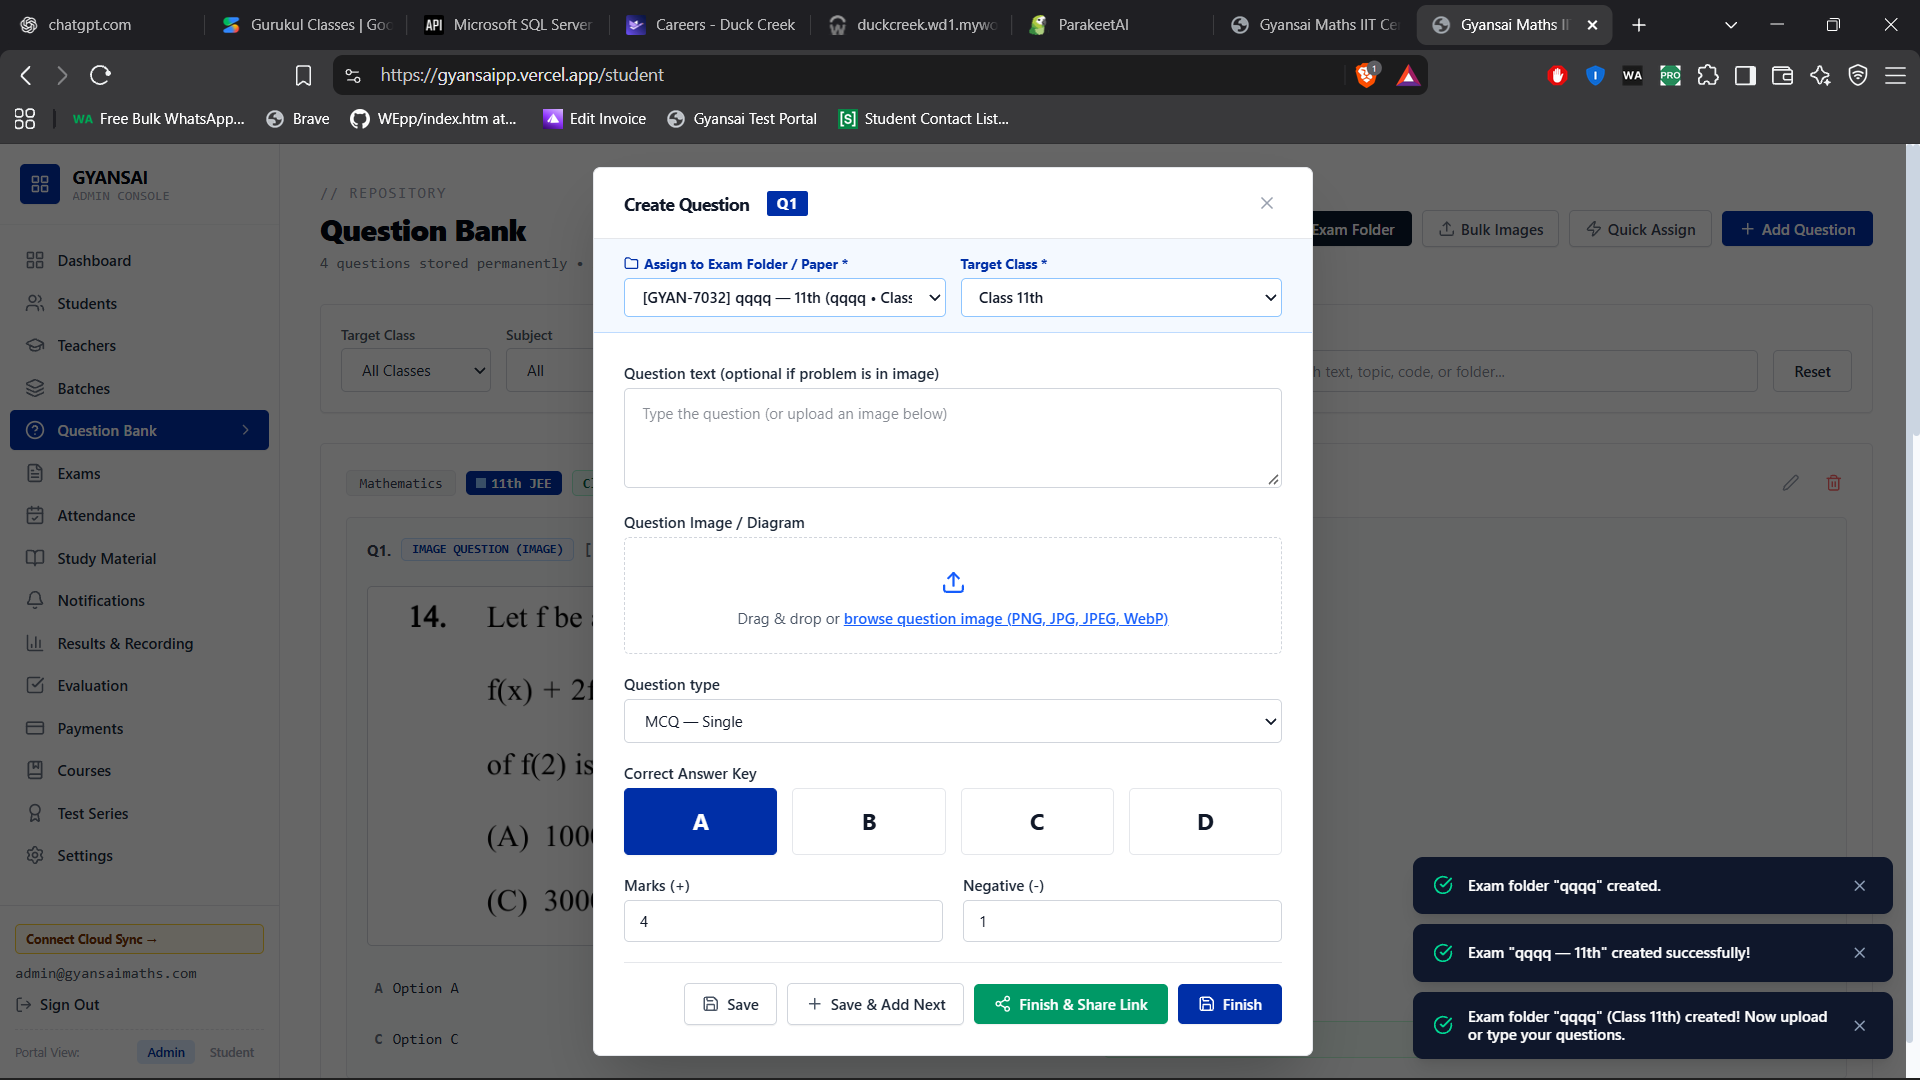 chatgpt.com
Gurukul Classes | Goo
API Microsoft SQL Server
Careers - Duck Creek
duckcreek.wd1.mywo
ParakeetAI
Gyansai Maths IIT Ce
Gyansai Maths II
https://gyansaipp.vercel.app/student
1
WA
PRO
WA Free Bulk WhatsApp...
Brave
WEpp/index.htm at...
Edit Invoice
Gyansai Test Portal
[S] Student Contact List...
GYANSAI
ADMIN CONSOLE
Dashboard
Students
Teachers
Batches
Question Bank
Exams
Attendance
Study Material
Notifications
Results & Recording
Evaluation
Payments
Courses
Test Series
Settings
Connect Cloud Sync →
admin@gyansaimaths.com
Sign Out
Portal View:
Admin
Student
// REPOSITORY
Question Bank
4 questions stored permanently •
Exam Folder
Bulk Images
Quick Assign
+ Add Question
Target Class
Subject
All Classes
All
text, topic, code, or folder...
Reset
Mathematics
11th JEE
Q1.
IMAGE QUESTION (IMAGE)
[
14. Let f be
f(x) + 2f
of f(2) is
(A) 1000
(C) 3000
A Option A
C Option C
Create Question
Q1
Assign to Exam Folder / Paper *
Target Class *
[GYAN-7032] qqqq — 11th (qqqq • Class
Class 11th
Question text (optional if problem is in image)
Type the question (or upload an image below)
Question Image / Diagram
Drag & drop or browse question image (PNG, JPG, JPEG, WebP)
Question type
MCQ — Single
Correct Answer Key
A
B
C
D
Marks (+)
Negative (-)
4
1
Save
+ Save & Add Next
Finish & Share Link
Finish
Exam folder "qqqq" created.
Exam "qqqq — 11th" created successfully!
Exam folder "qqqq" (Class 11th) created! Now upload
or type your questions.